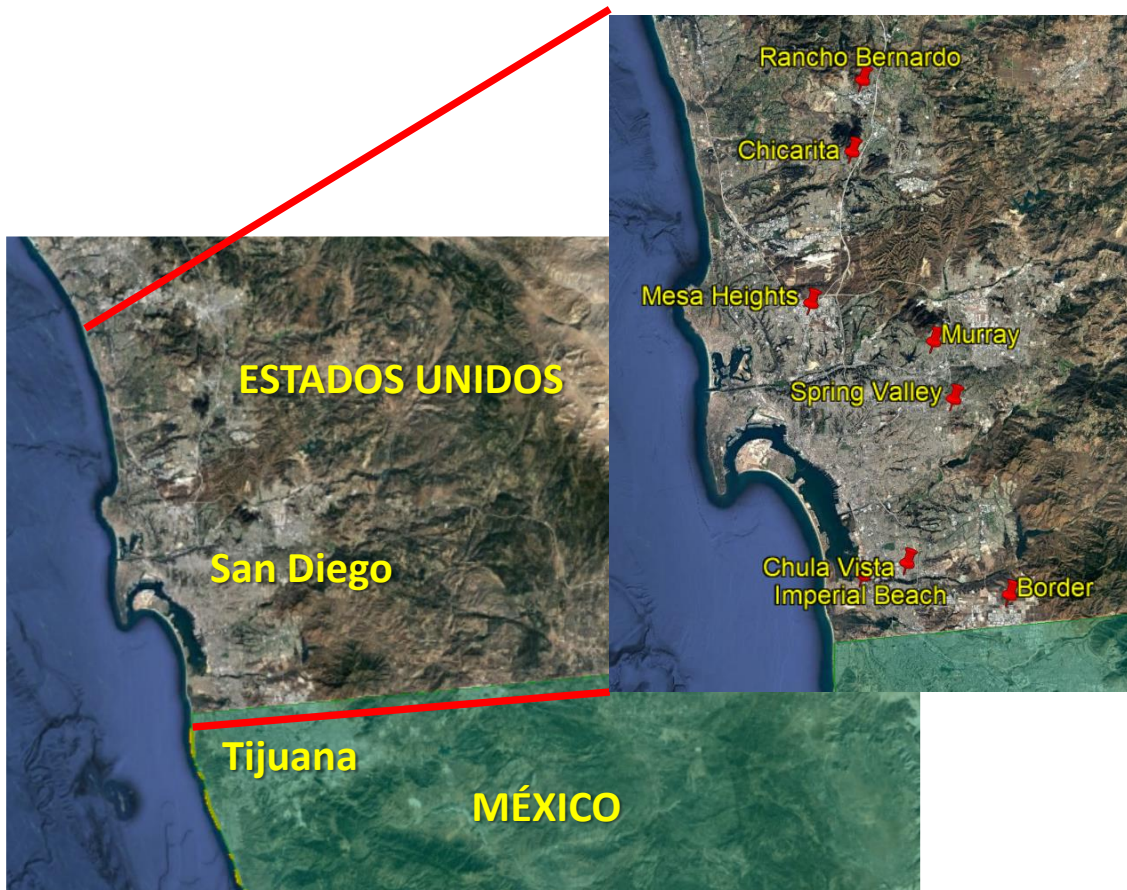 Rancho Bernardo
Chicarita
Mesa Heights
Murray
Spring Valley
Chula Vista
Imperial Beach
Border
ESTADOS UNIDOS
San Diego
Tijuana
MÉXICO